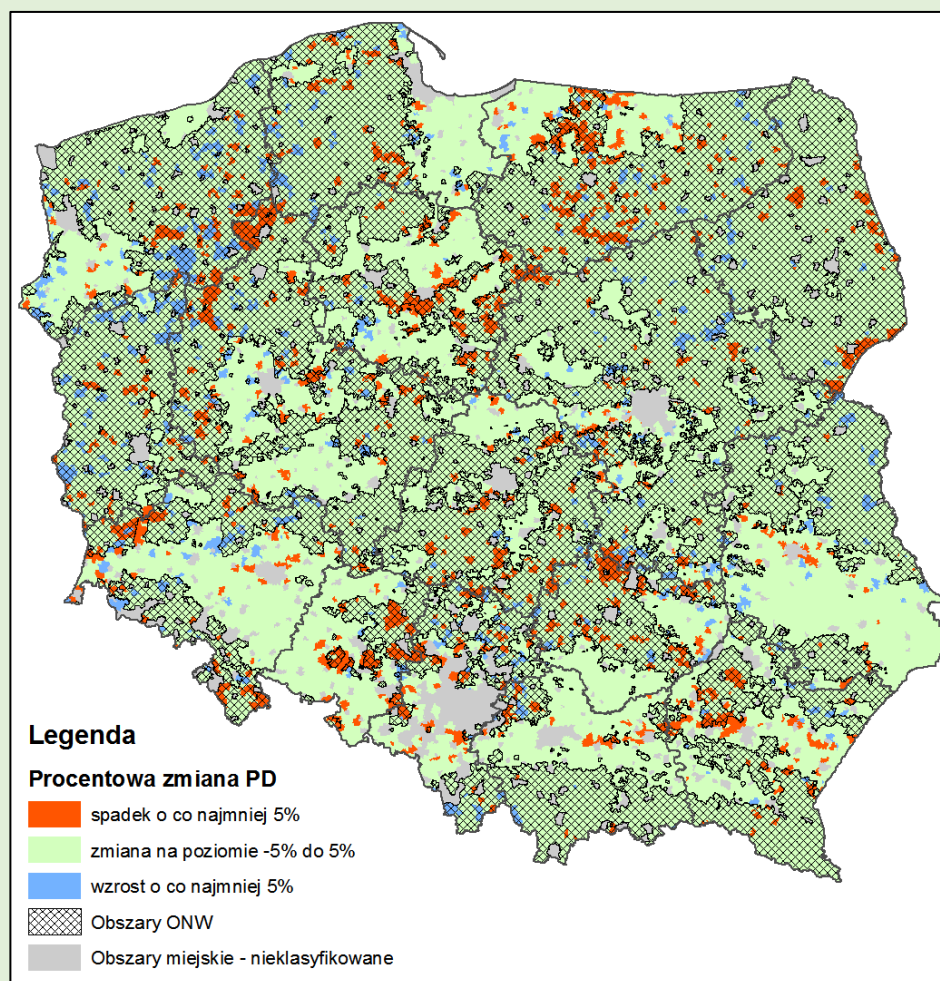 Legenda
Procentowa zmiana PD
spadek o co najmniej 5%
zmiana na poziomie -5% do 5%
wzrost o co najmniej 5%
Obszary ONW
Obszary miejskie - nieklasyfikowane